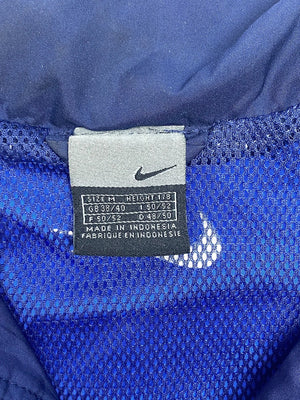 SIZE M HEIGHT 178
GB 38/40 I 50/52
F 50/52 D 48/50
MADE IN INDONESIA
FABRIQUE EN INDONESIE